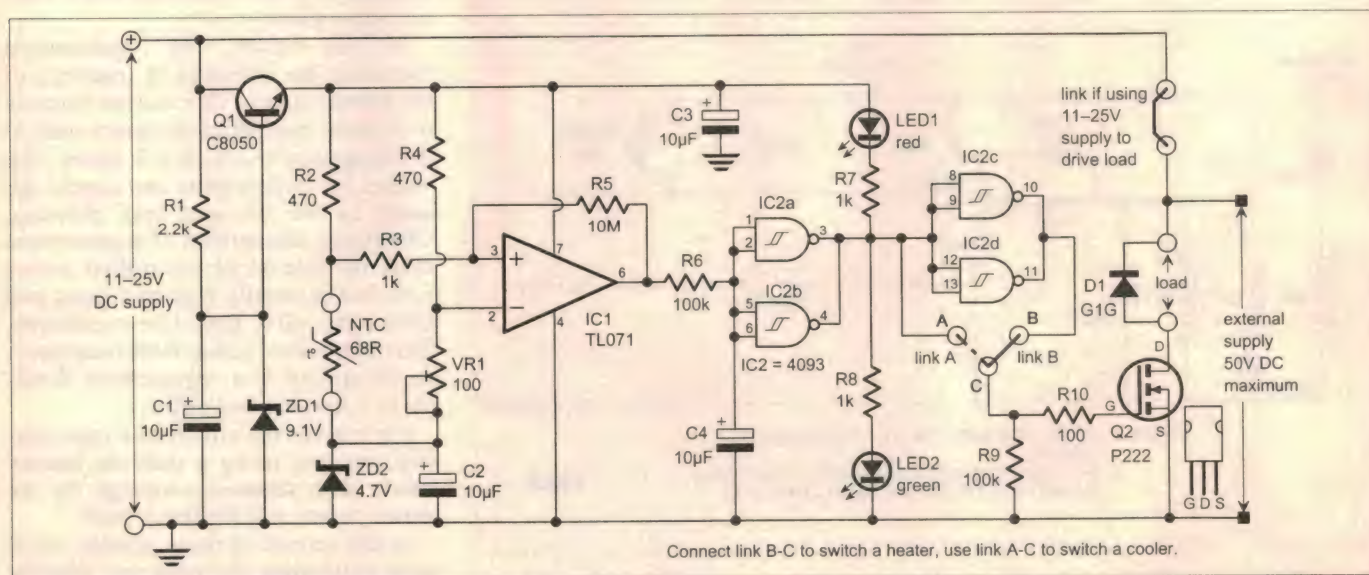 +
Q1
C8050
R1
2.2k
11–25V
DC supply
C1
+
10µF
ZD1
9.1V
R2
470
R4
470
R3
1k
NTC
68R
t°
ZD2
4.7V
VR1
100
+
C2
10µF
R5
10M
3
+
2
–
7
6
4
IC1
TL071
C3
+
10µF
R6
100k
IC2a
1
2
3
IC2b
5
6
4
IC2 = 4093
C4
+
10µF
LED1
red
R7
1k
R8
1k
LED2
green
IC2c
8
9
10
IC2d
12
13
11
A
link A
B
link B
C
R9
100k
R10
100
G
D
S
Q2
P222
G D S
D1
G1G
load
link if using
11–25V
supply to
drive load
external
supply
50V DC
maximum
Connect link B-C to switch a heater, use link A-C to switch a cooler.